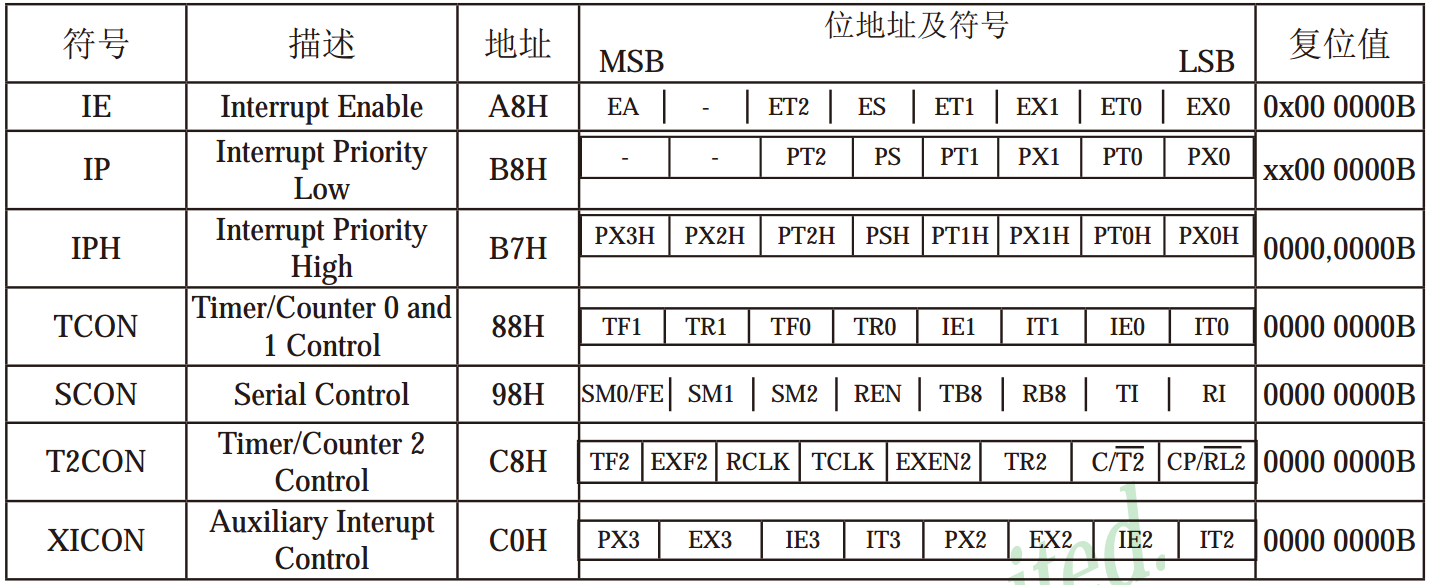 符号 描述 地址 位地址及符号 复位值
MSB LSB
IE Interrupt Enable A8H EA - ET2 ES ET1 EX1 ET0 EX0 0x00 0000B
IP Interrupt Priority Low B8H - - PT2 PS PT1 PX1 PT0 PX0 xx00 0000B
IPH Interrupt Priority High B7H PX3H PX2H PT2H PSH PT1H PX1H PT0H PX0H 0000,0000B
TCON Timer/Counter 0 and 1 Control 88H TF1 TR1 TF0 TR0 IE1 IT1 IE0 IT0 0000 0000B
SCON Serial Control 98H SM0/FE SM1 SM2 REN TB8 RB8 TI RI 0000 0000B
T2CON Timer/Counter 2 Control C8H TF2 EXF2 RCLK TCLK EXEN2 TR2 C/T̅2̅ CP/R̅L̅2̅ 0000 0000B
XICON Auxiliary Interupt Control C0H PX3 EX3 IE3 IT3 PX2 EX2 IE2 IT2 0000 0000B